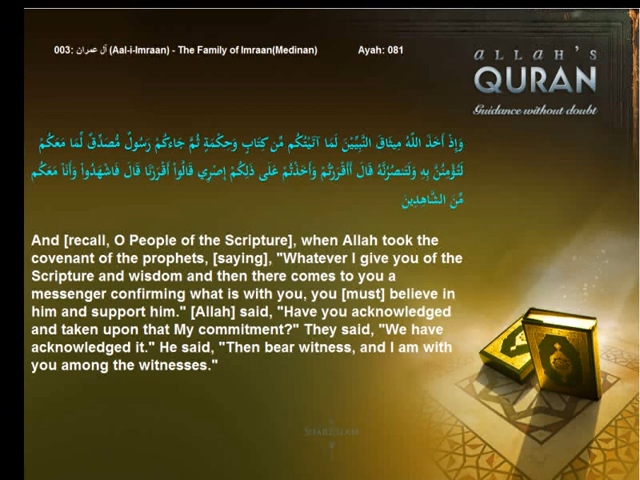 003: آل عمران (Aal-i-Imraan) - The Family of Imraan(Medinan) Ayah: 081
ALLAH'S
QURAN
Guidance without doubt
وَإِذْ أَخَذَ اللّهُ مِيثَاقَ النَّبِيِّيْنَ لَمَا آتَيْتُكُم مِّن كِتَابٍ وَحِكْمَةٍ ثُمَّ جَاءكُمْ رَسُولٌ مُّصَدِّقٌ لِّمَا مَعَكُمْ
لَتُؤْمِنُنَّ بِهِ وَلَتَنصُرُنَّهُ قَالَ أَأَقْرَرْتُمْ وَأَخَذْتُمْ عَلَى ذَلِكُمْ إِصْرِي قَالُواْ أَقْرَرْنَا قَالَ فَاشْهَدُواْ وَأَنَاْ مَعَكُم
مِّنَ الشَّاهِدِينَ
And [recall, O People of the Scripture], when Allah took the
covenant of the prophets, [saying], "Whatever I give you of the
Scripture and wisdom and then there comes to you a
messenger confirming what is with you, you [must] believe in
him and support him." [Allah] said, "Have you acknowledged
and taken upon that My commitment?" They said, "We have
acknowledged it." He said, "Then bear witness, and I am with
you among the witnesses."